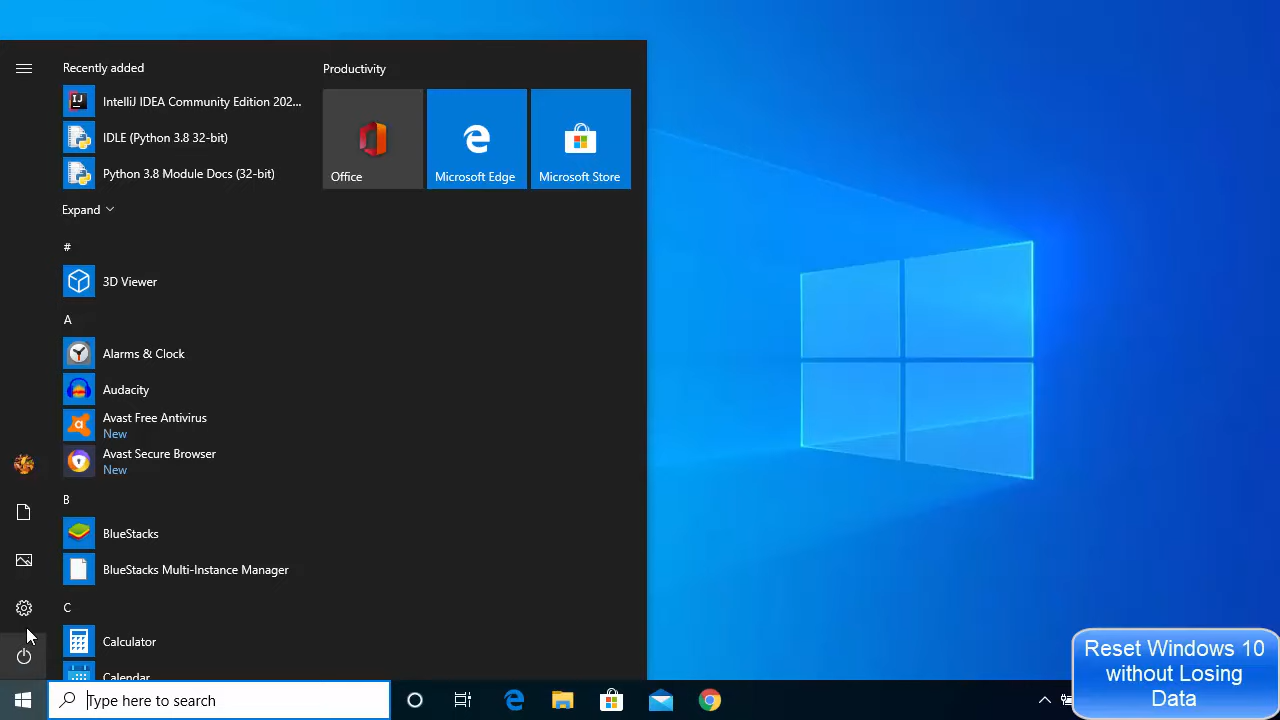 Recently added
IntelliJ IDEA Community Edition 202...
IDLE (Python 3.8 32-bit)
Python 3.8 Module Docs (32-bit)
Expand
#
3D Viewer
A
Alarms & Clock
Audacity
Avast Free Antivirus
New
Avast Secure Browser
New
B
BlueStacks
BlueStacks Multi-Instance Manager
C
Calculator
Calendar
Productivity
Office
Microsoft Edge
Microsoft Store
Type here to search
Reset Windows 10
without Losing
Data